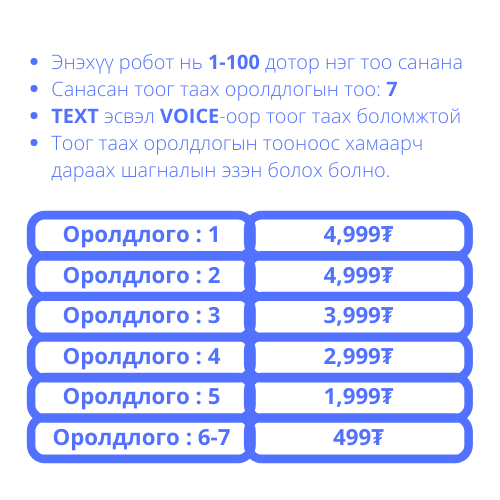 • Энэхүү робот нь 1-100 дотор нэг тоо санана
• Санасан тоог таах оролдлогын тоо: 7
• TEXT эсвэл VOICE-оор тоог таах боломжтой
• Тоог таах оролдлогын тооноос хамаарч
дараах шагналын эзэн болох болно.
Оролдлого : 1 4,999₮
Оролдлого : 2 4,999₮
Оролдлого : 3 3,999₮
Оролдлого : 4 2,999₮
Оролдлого : 5 1,999₮
Оролдлого : 6-7 499₮